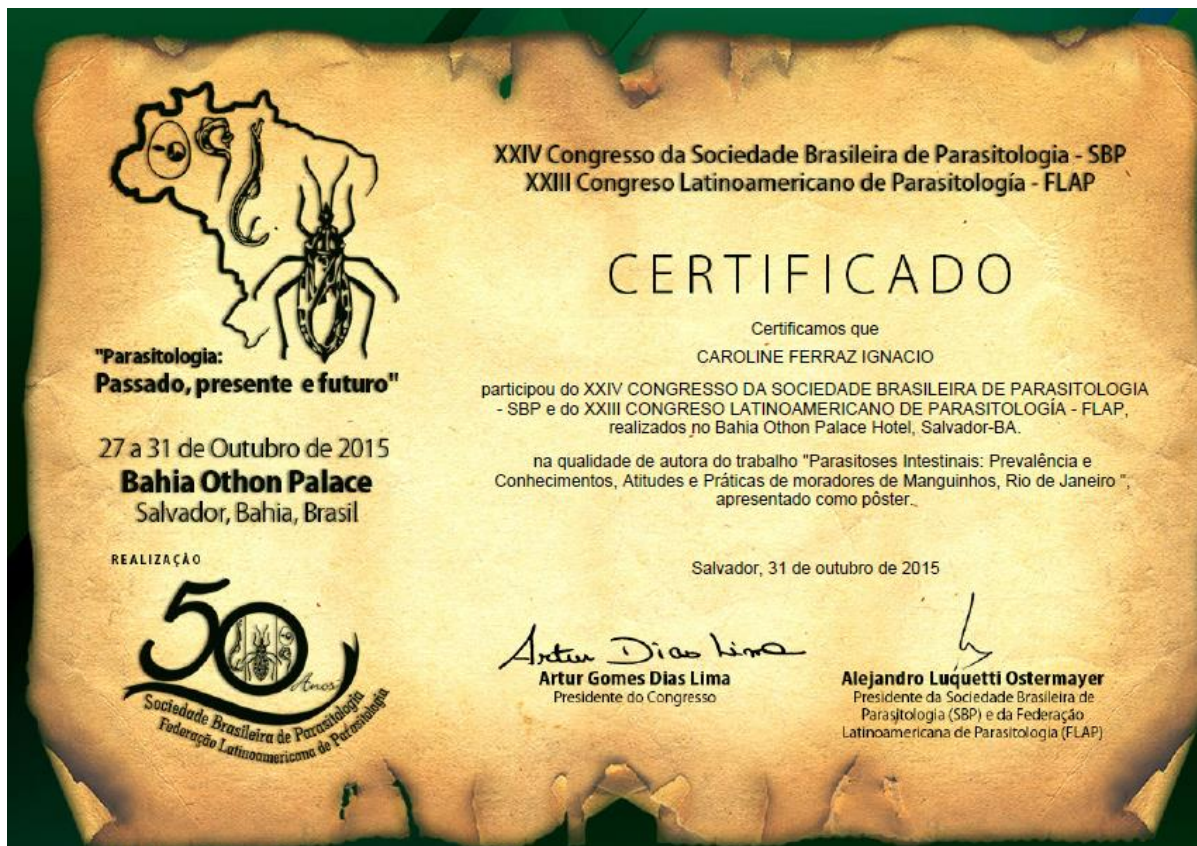 "Parasitologia:
Passado, presente e futuro"
27 a 31 de Outubro de 2015
Bahia Othon Palace
Salvador, Bahia, Brasil
REALIZAÇÃO
50
Anos
Sociedade Brasileira de Parasitologia
Federação Latinoamericana de Parasitologia
XXIV Congresso da Sociedade Brasileira de Parasitologia - SBP
XXIII Congreso Latinoamericano de Parasitología - FLAP
CERTIFICADO
Certificamos que
CAROLINE FERRAZ IGNACIO
participou do XXIV CONGRESSO DA SOCIEDADE BRASILEIRA DE PARASITOLOGIA
- SBP e do XXIII CONGRESO LATINOAMERICANO DE PARASITOLOGÍA - FLAP,
realizados no Bahia Othon Palace Hotel, Salvador-BA.
na qualidade de autora do trabalho "Parasitoses Intestinais: Prevalência e
Conhecimentos, Atitudes e Práticas de moradores de Manguinhos, Rio de Janeiro ",
apresentado como pôster.
Salvador, 31 de outubro de 2015
Artur Dias Lima
Artur Gomes Dias Lima
Presidente do Congresso
Alejandro Luquetti Ostermayer
Presidente da Sociedade Brasileira de
Parasitologia (SBP) e da Federação
Latinoamericana de Parasitologia (FLAP)